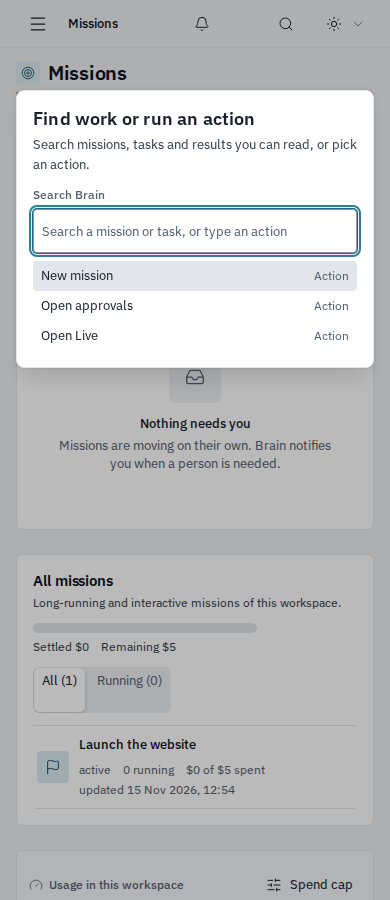 Missions
Missions
Find work or run an action
Search missions, tasks and results you can read, or pick
an action.
Search Brain
Search a mission or task, or type an action
New mission Action
Open approvals Action
Open Live Action
Nothing needs you
Missions are moving on their own. Brain notifies
you when a person is needed.
All missions
Long-running and interactive missions of this workspace.
Settled $0 Remaining $5
All (1) Running (0)
Launch the website
active 0 running $0 of $5 spent
updated 15 Nov 2026, 12:54
Usage in this workspace Spend cap